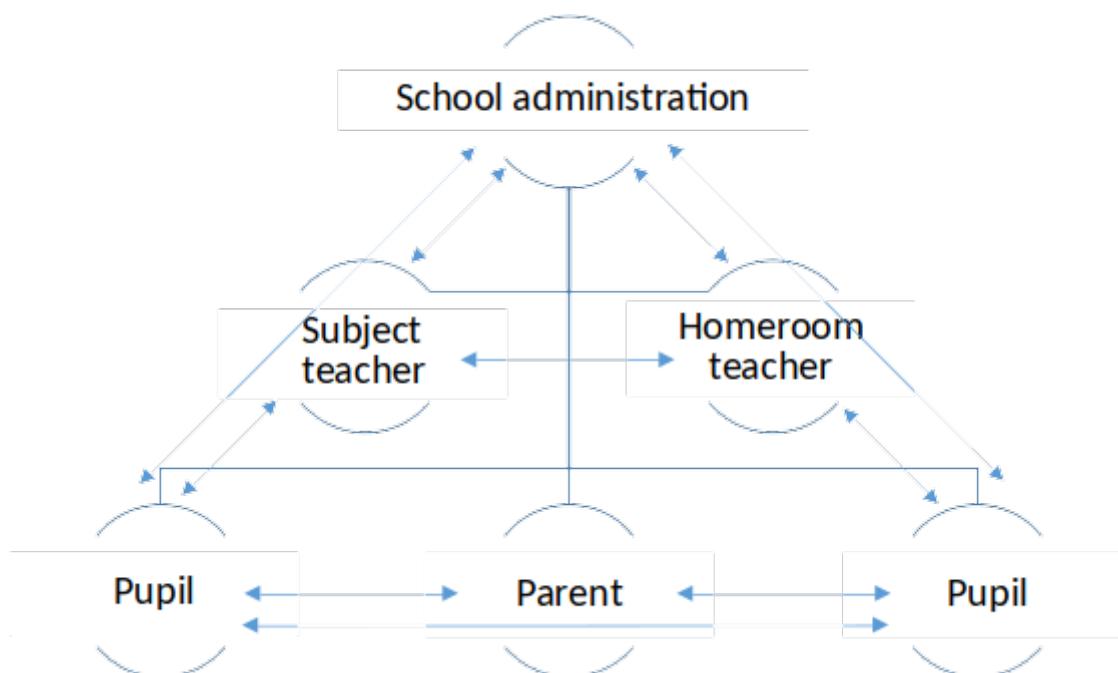 School administration
Subject
teacher
Homeroom
teacher
Pupil
Parent
Pupil